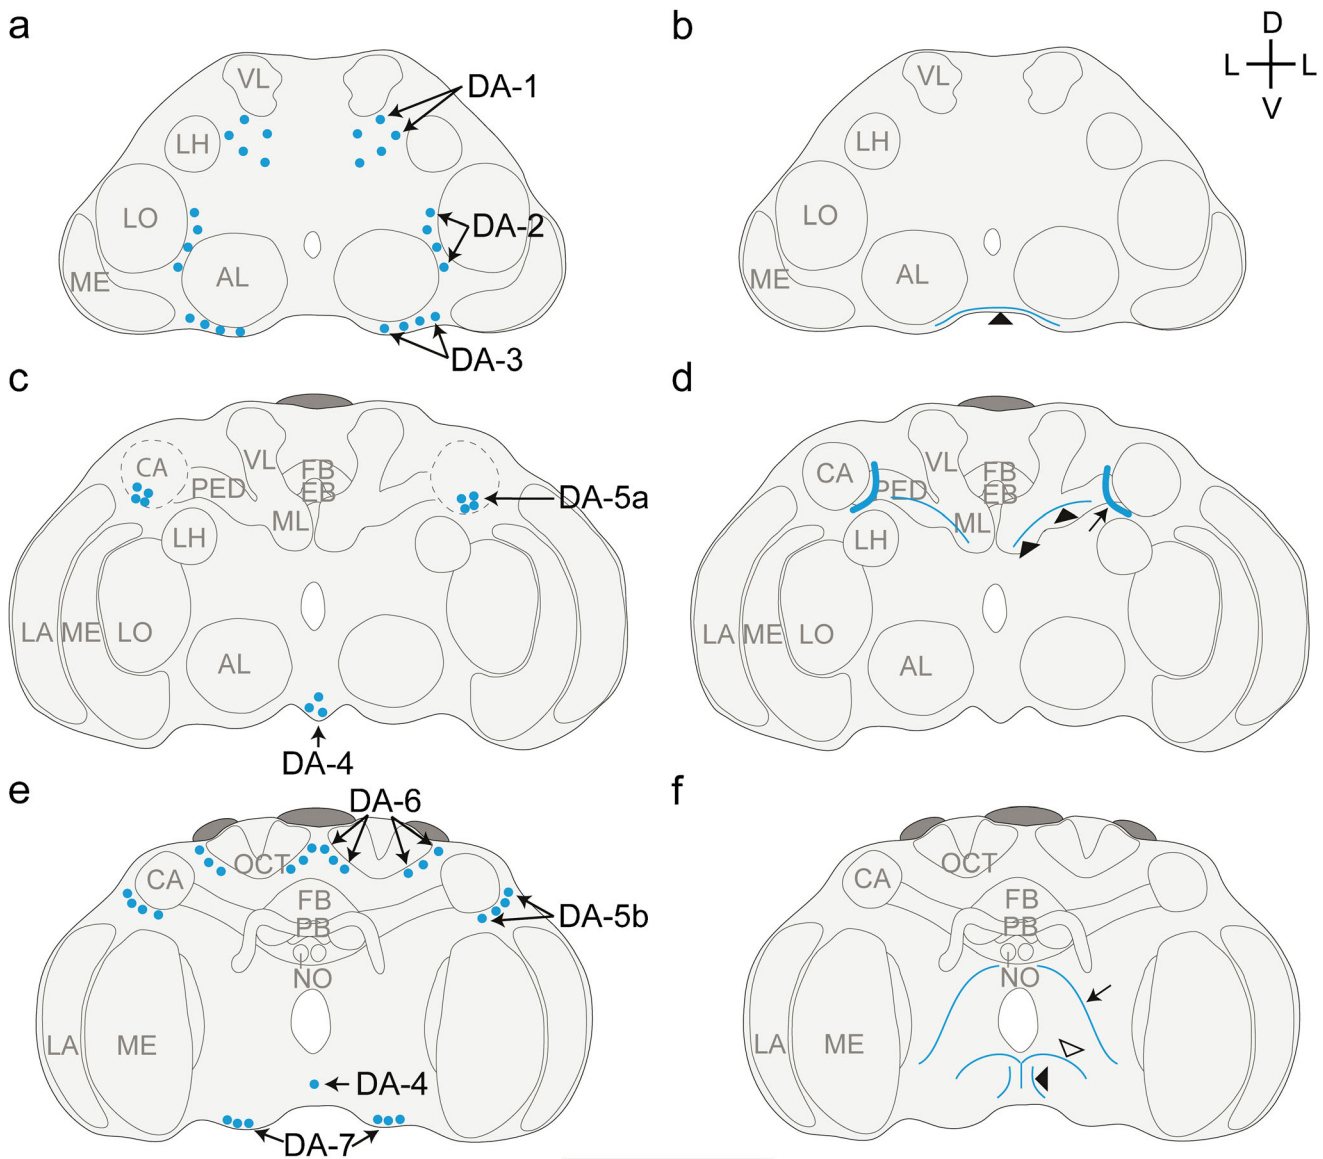 a
VL
DA-1
LH
LO
DA-2
AL
ME
DA-3
b
D
L L
V
VL
LH
LO
AL
ME
c
CA
VL
FB
PED
EB
DA-5a
ML
LH
LA
ME
LO
AL
DA-4
d
CA
VL
FB
PED
EB
ML
LH
LA
ME
LO
AL
e
DA-6
OCT
CA
FB
DA-5b
PB
NO
LA
ME
DA-4
DA-7
f
OCT
CA
FB
PB
NO
LA
ME